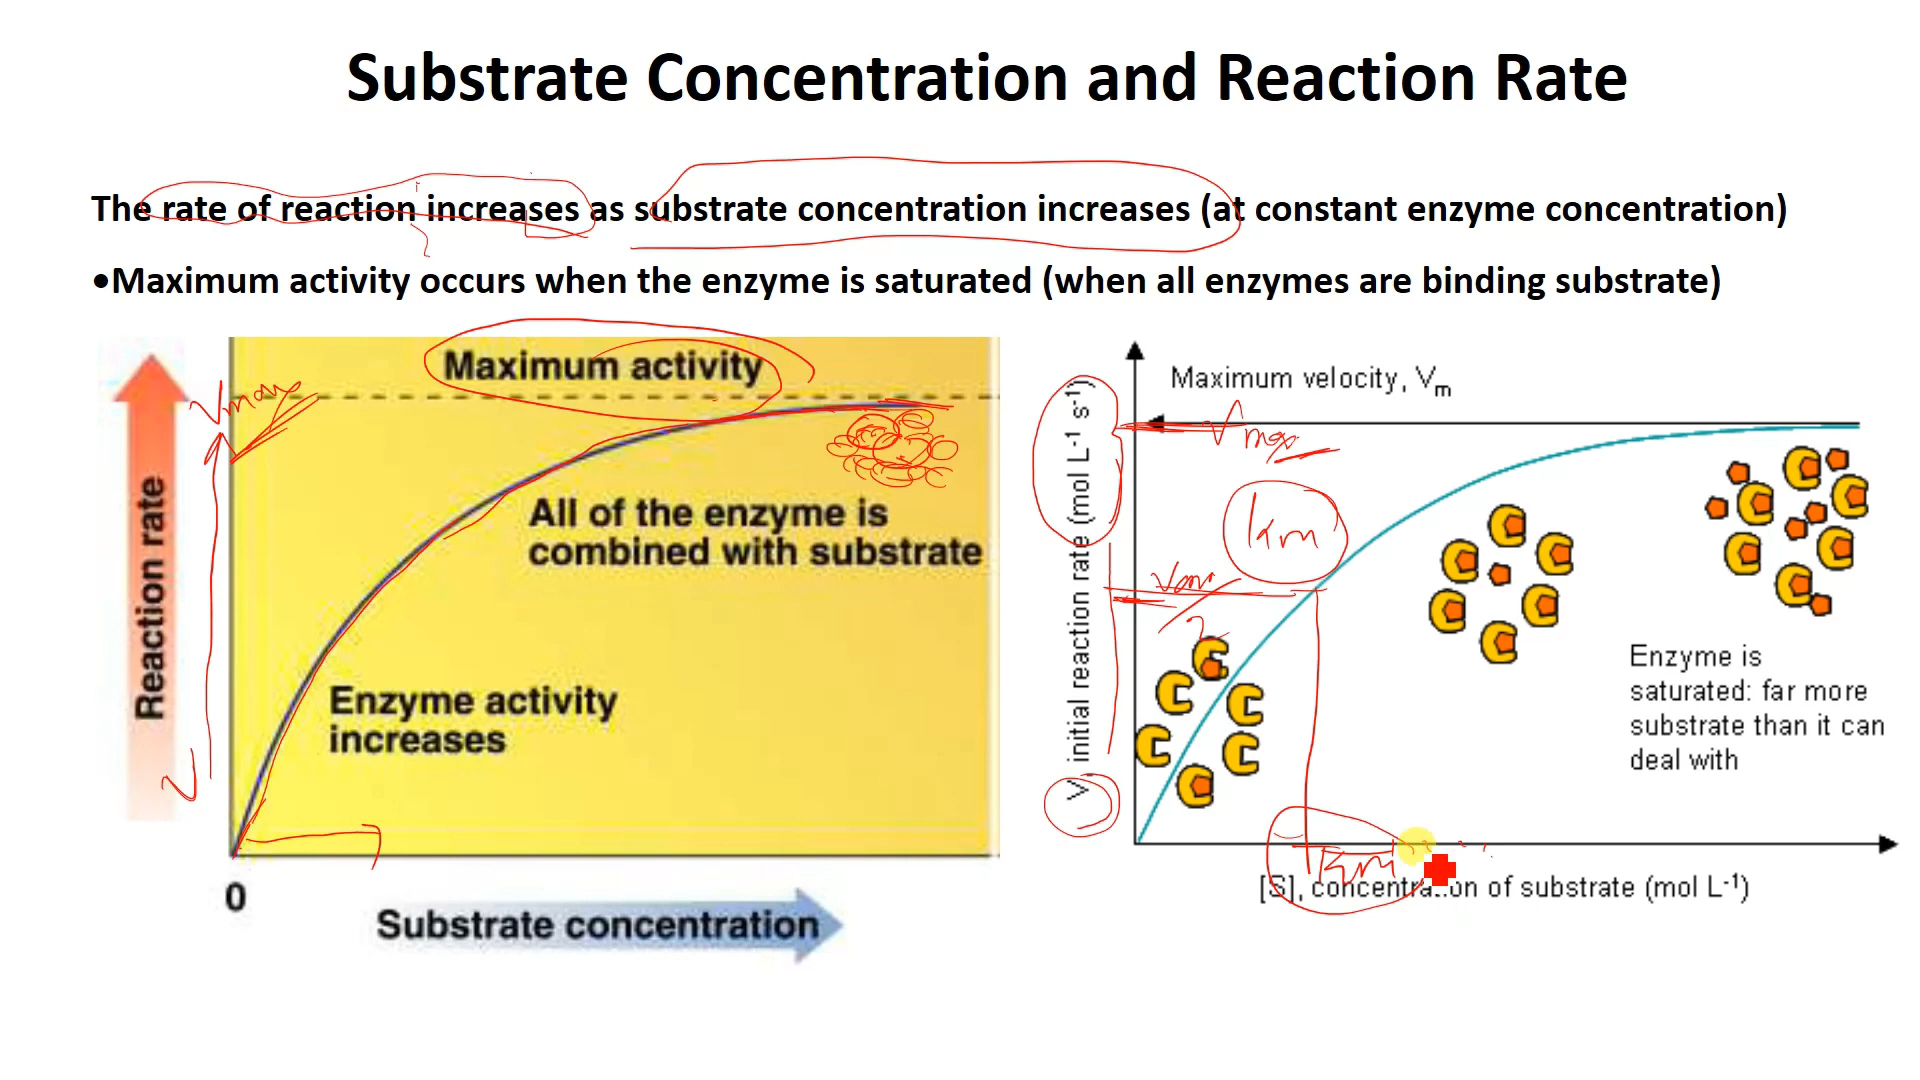 Substrate Concentration and Reaction Rate
The rate of reaction increases as substrate concentration increases (at constant enzyme concentration)
•Maximum activity occurs when the enzyme is saturated (when all enzymes are binding substrate)
Maximum activity
Vmax
All of the enzyme is
combined with substrate
Enzyme activity
increases
Reaction rate
V
0
Substrate concentration
Maximum velocity, Vm
Vmax
km
Vmax
2
V, initial reaction rate (mol L-1 s-1)
Enzyme is
saturated: far more
substrate than it can
deal with
Km
[S], concentration of substrate (mol L-1)